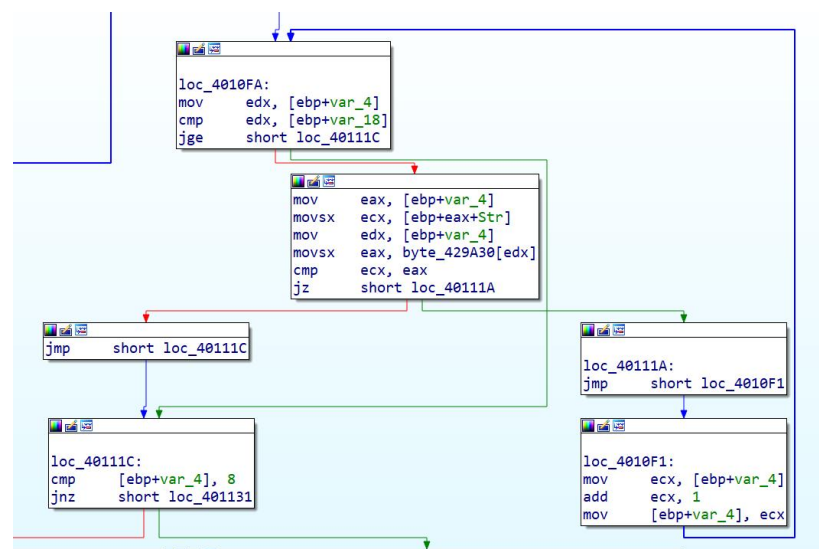 loc_4010FA:
mov edx, [ebp+var_4]
cmp edx, [ebp+var_18]
jge short loc_40111C
mov eax, [ebp+var_4]
movsx ecx, [ebp+eax+Str]
mov edx, [ebp+var_4]
movsx eax, byte_429A30[edx]
cmp ecx, eax
jz short loc_40111A
jmp short loc_40111C
loc_40111A:
jmp short loc_4010F1
loc_40111C:
cmp [ebp+var_4], 8
jnz short loc_401131
loc_4010F1:
mov ecx, [ebp+var_4]
add ecx, 1
mov [ebp+var_4], ecx